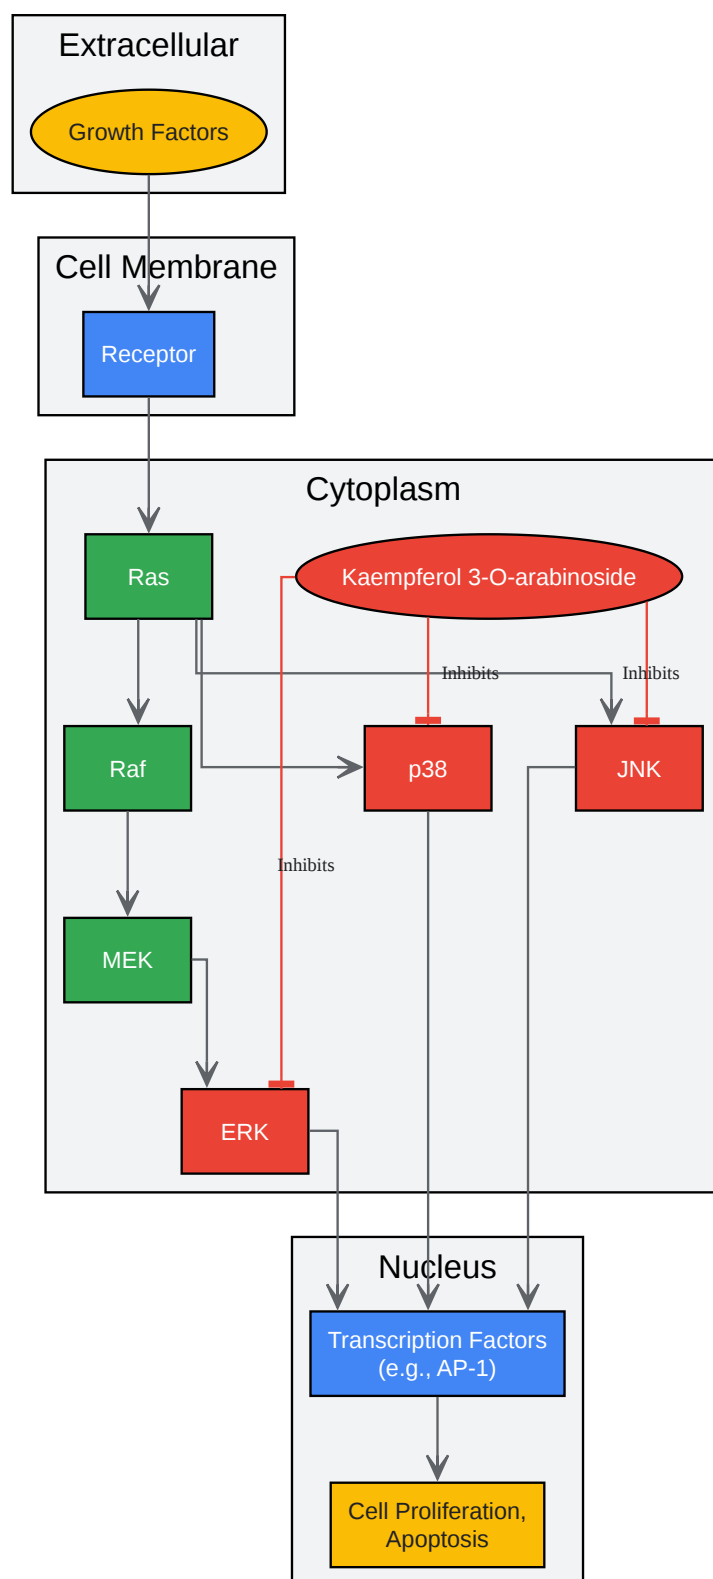 Extracellular
Growth Factors
Cell Membrane
Receptor
Cytoplasm
Ras
Kaempferol 3-O-arabinoside
Inhibits
Inhibits
Raf
p38
JNK
Inhibits
MEK
ERK
Nucleus
Transcription Factors
(e.g., AP-1)
Cell Proliferation,
Apoptosis